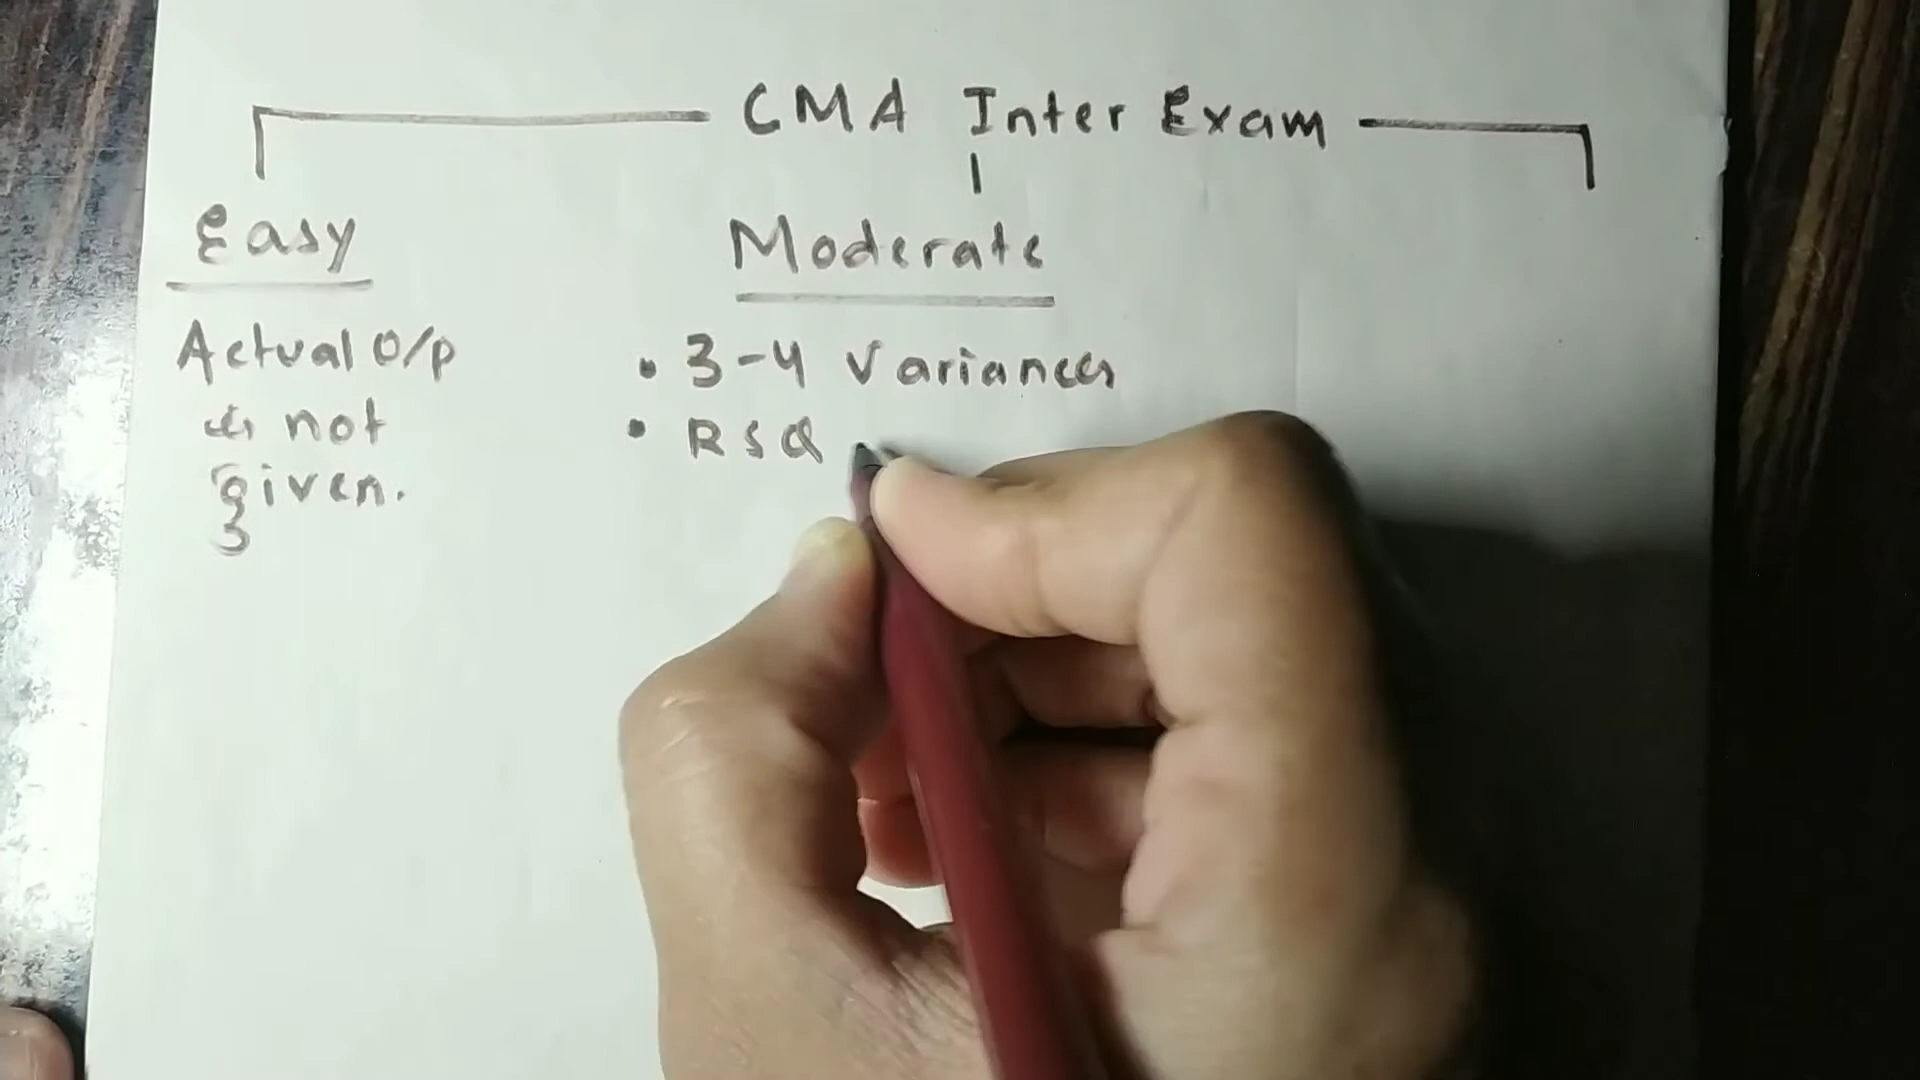 CMA Inter Exam
Easy
Actual O/P
is not
given.
Moderate
• 3-4 Variances
• RSQ